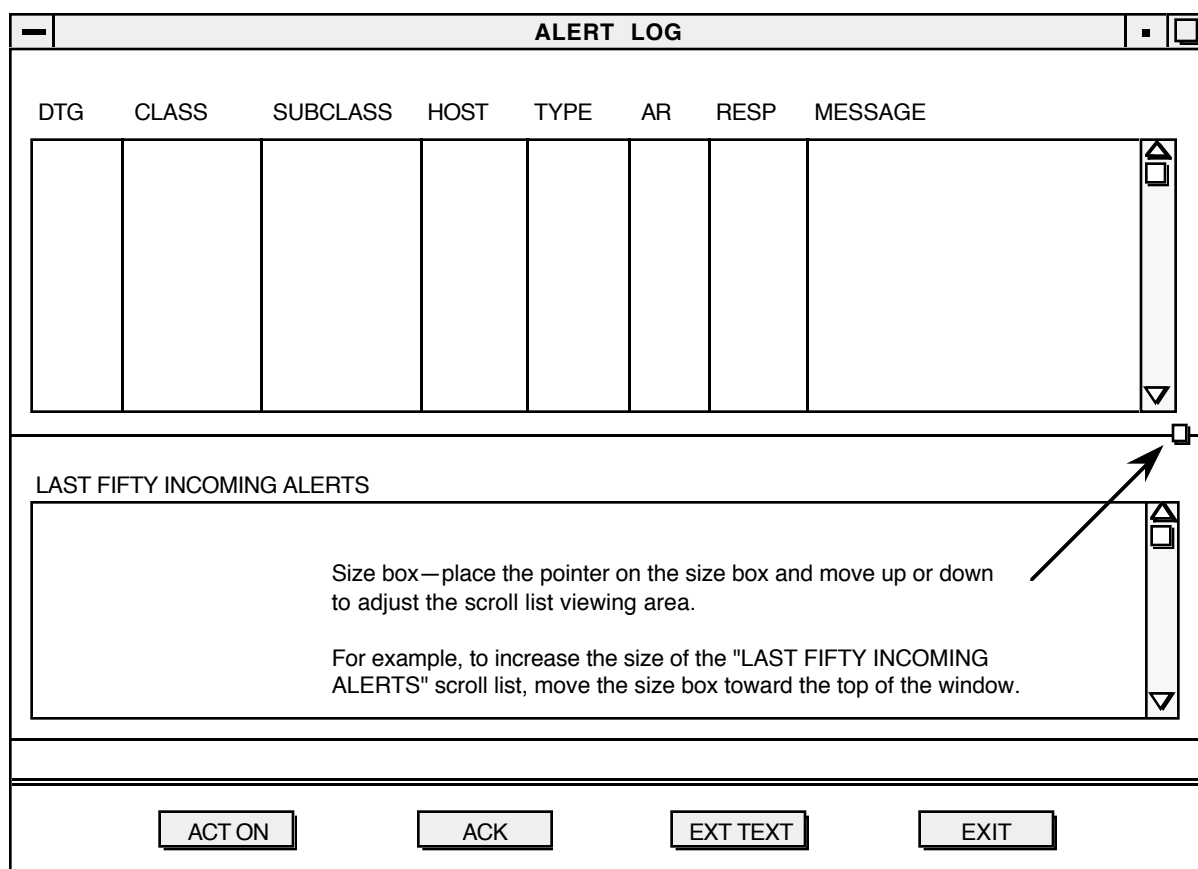 ALERT LOG
DTG CLASS SUBCLASS HOST TYPE AR RESP MESSAGE
LAST FIFTY INCOMING ALERTS
Size box—place the pointer on the size box and move up or down
to adjust the scroll list viewing area.
For example, to increase the size of the "LAST FIFTY INCOMING
ALERTS" scroll list, move the size box toward the top of the window.
ACT ON ACK EXT TEXT EXIT